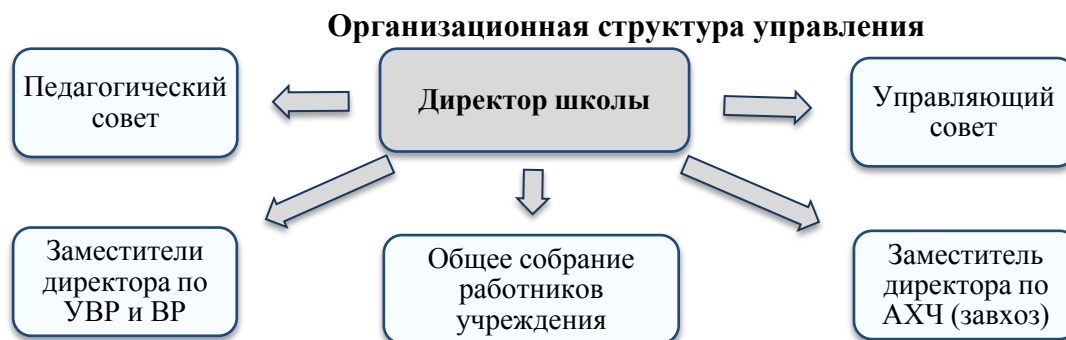 Организационная структура управления
Педагогический
совет
Директор школы
Управляющий
совет
Заместители
директора по
УВР и ВР
Общее собрание
работников
учреждения
Заместитель
директора по
АХЧ (завхоз)